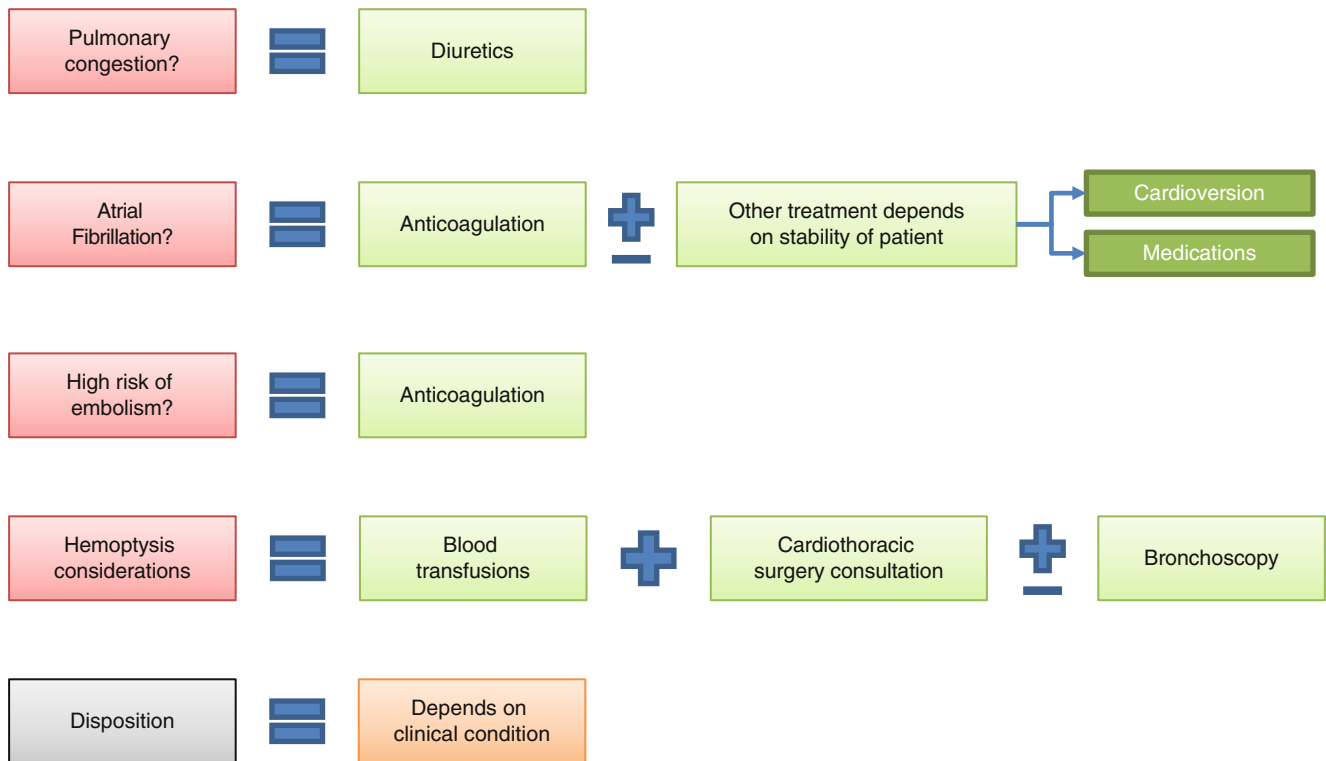 Pulmonary
congestion?
Diuretics
Atrial
Fibrillation?
Anticoagulation
Other treatment depends
on stability of patient
Cardioversion
Medications
High risk of
embolism?
Anticoagulation
Hemoptysis
considerations
Blood
transfusions
Cardiothoracic
surgery consultation
Bronchoscopy
Disposition
Depends on
clinical condition